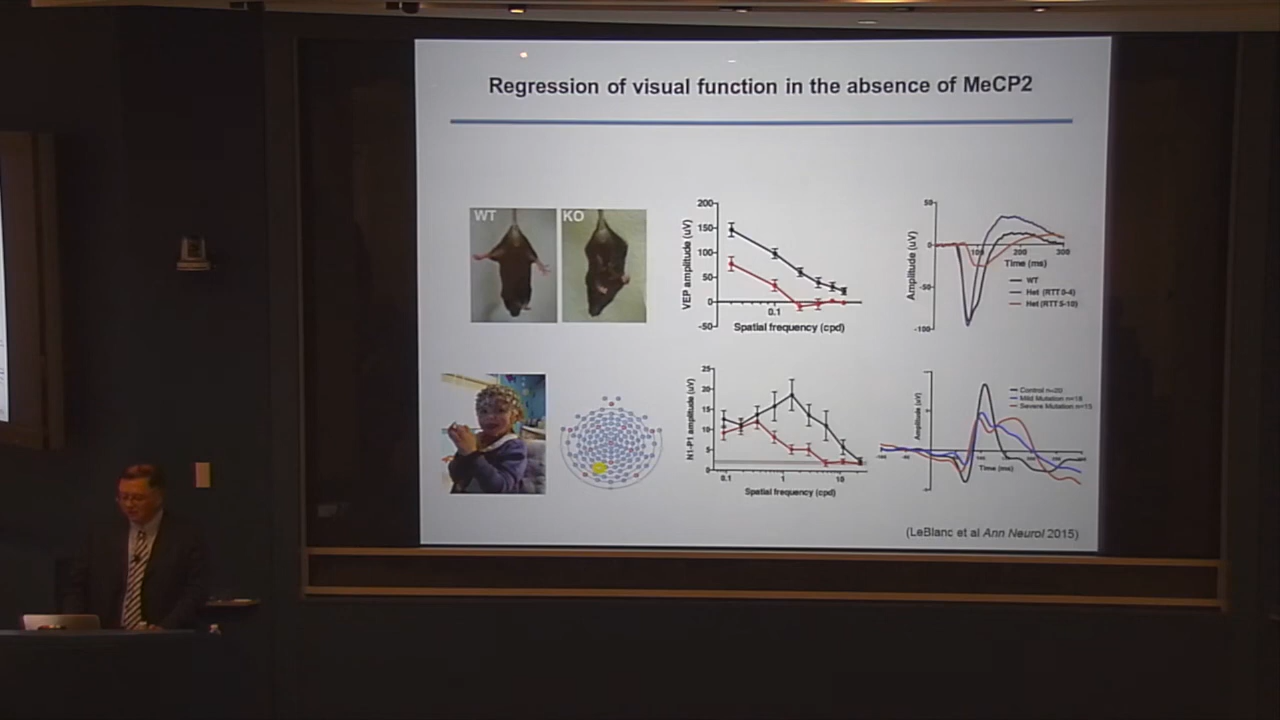 Regression of visual function in the absence of MeCP2
WT
KO
200
150
100
50
0
-50
VEP amplitude (uV)
0.1
Spatial frequency (cpd)
50
0
-50
-100
Amplitude (uV)
100
200
300
Time (ms)
WT
Het (RTT 0-4)
Het (RTT 5-10)
25
20
15
10
5
0
N1-P1 amplitude (uV)
0.1
1
10
Spatial frequency (cpd)
Amplitude (uV)
Control n=20
Mild Mutation n=18
Severe Mutation n=15
Time (ms)
(LeBlanc et al Ann Neurol 2015)